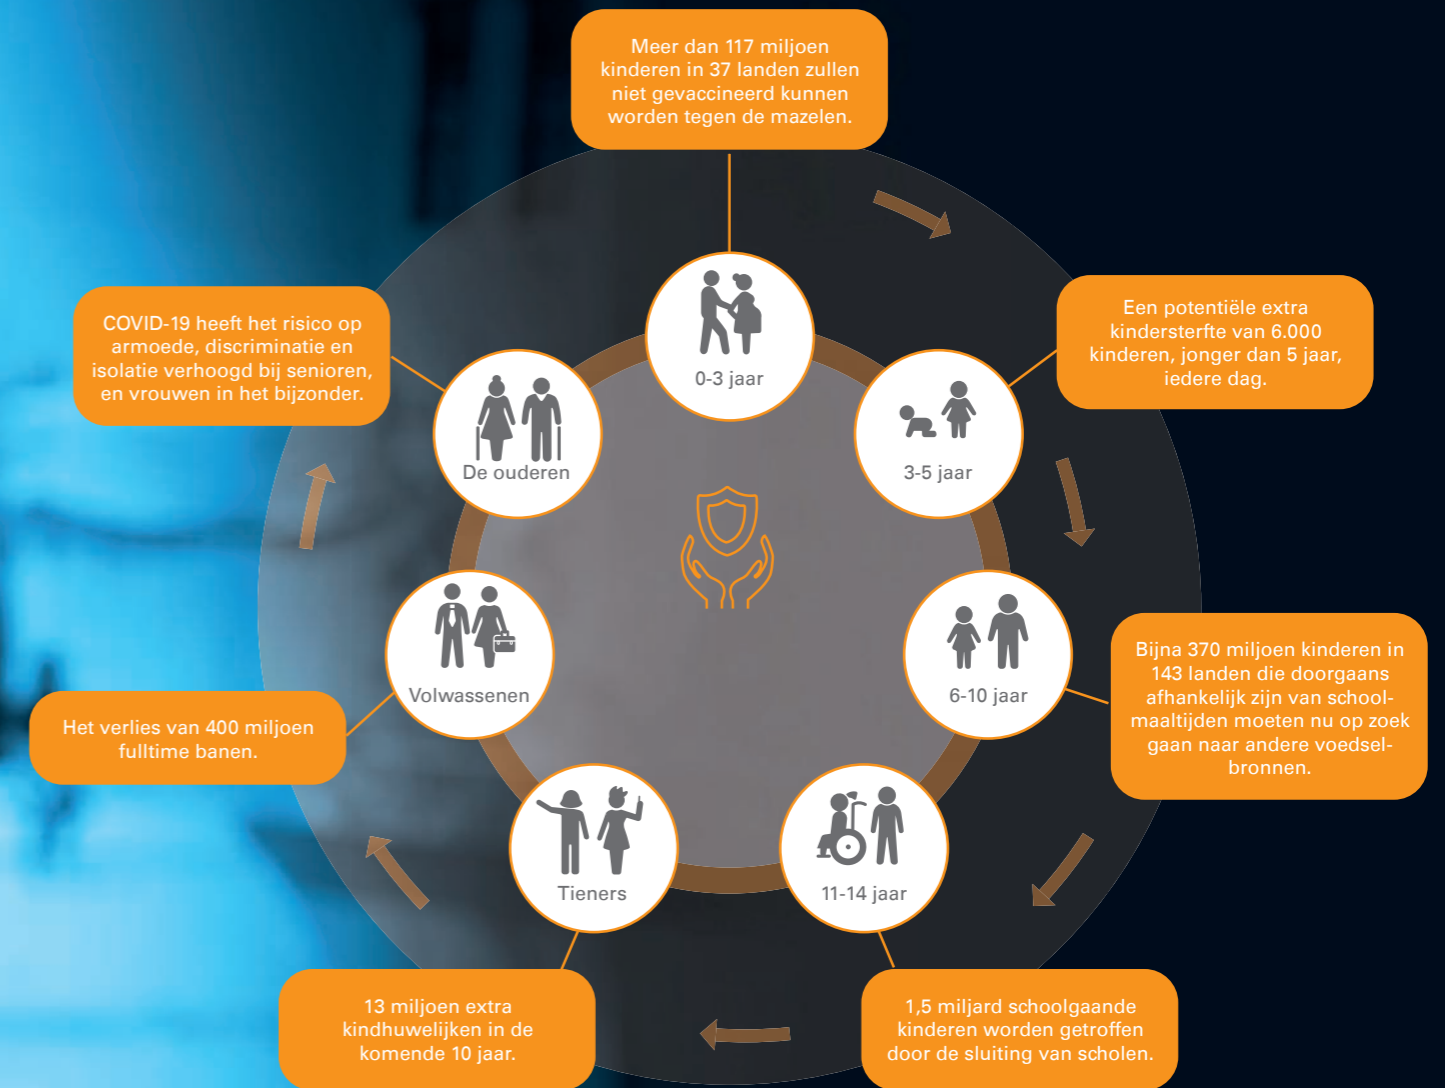 Meer dan 117 miljoen
kinderen in 37 landen zullen
niet gevaccineerd kunnen
worden tegen de mazelen.
0-3 jaar
Een potentiële extra
kindersterfte van 6.000
kinderen, jonger dan 5 jaar,
iedere dag.
3-5 jaar
Bijna 370 miljoen kinderen in
143 landen die doorgaans
afhankelijk zijn van school-
maaltijden moeten nu op zoek
gaan naar andere voedsel-
bronnen.
6-10 jaar
1,5 miljard schoolgaande
kinderen worden getroffen
door de sluiting van scholen.
11-14 jaar
13 miljoen extra
kindhuwelijken in de
komende 10 jaar.
Tieners
Het verlies van 400 miljoen
fulltime banen.
Volwassenen
COVID-19 heeft het risico op
armoede, discriminatie en
isolatie verhoogd bij senioren,
en vrouwen in het bijzonder.
De ouderen